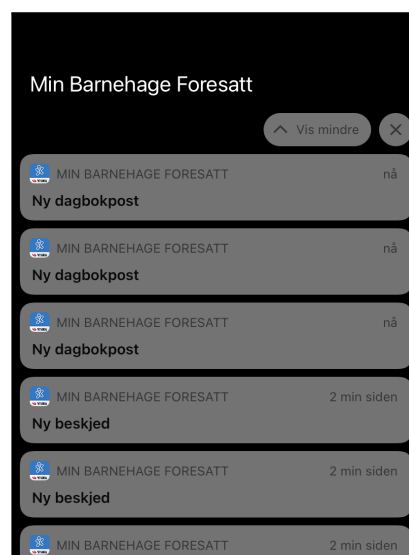 Min Barnehage Foresatt
Vis mindre
MIN BARNEHAGE FORESATT nå
Ny dagbokpost
MIN BARNEHAGE FORESATT nå
Ny dagbokpost
MIN BARNEHAGE FORESATT nå
Ny dagbokpost
MIN BARNEHAGE FORESATT 2 min siden
Ny beskjed
MIN BARNEHAGE FORESATT 2 min siden
Ny beskjed
MIN BARNEHAGE FORESATT 2 min siden